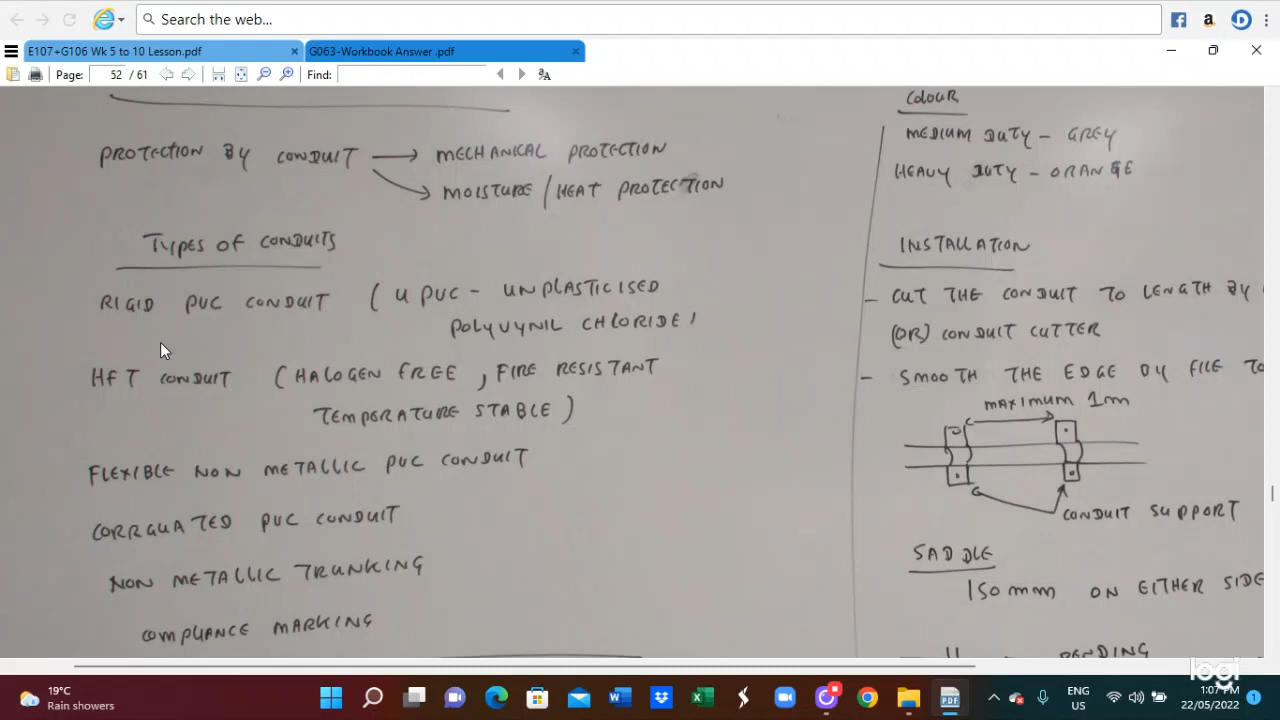 Search the web...
E107+G106 Wk 5 to 10 Lesson.pdf
G063-Workbook Answer .pdf
Page: 52 / 61
Find:
PROTECTION BY CONDUIT → MECHANICAL PROTECTION
MOISTURE / HEAT PROTECTION
TYPES OF CONDUITS
RIGID PVC CONDUIT ( U PVC - UNPLASTICISED
POLYVYNIL CHLORIDE )
HFT CONDUIT (HALOGEN FREE , FIRE RESISTANT
TEMPERATURE STABLE )
FLEXIBLE NON METALLIC PVC CONDUIT
CORRGUATED PVC CONDUIT
NON METALLIC TRUNKING
COMPLIANCE MARKING
COLOUR
MEDIUM DUTY - GREY
HEAVY DUTY - ORANGE
INSTALLATION
- CUT THE CONDUIT TO LENGTH BY
(OR) CONDUIT CUTTER
- SMOOTH THE EDGE BY FILE TO
MAXIMUM 1m
CONDUIT SUPPORT
SADDLE
150mm ON EITHER SIDE
BENDING
logi
19°C
Rain showers
ENG
US
1:07 PM
22/05/2022